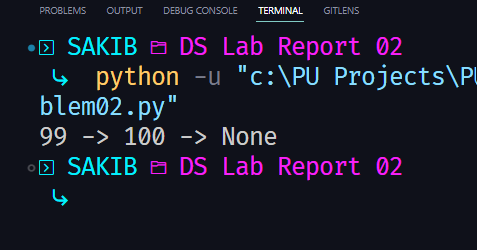 PROBLEMS OUTPUT DEBUG CONSOLE TERMINAL GITLENS
SAKIB DS Lab Report 02
python -u "c:\PU Projects\PU
blem02.py"
99 -> 100 -> None
SAKIB DS Lab Report 02